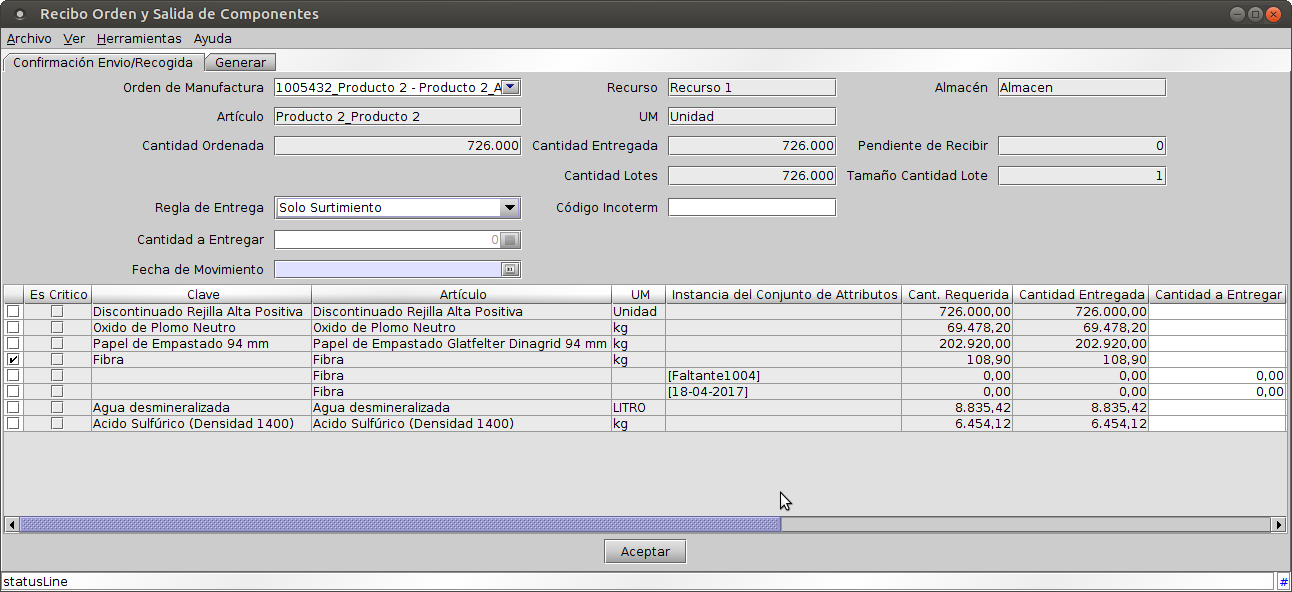 Recibo Orden y Salida de Componentes
Archivo Ver Herramientas Ayuda
Confirmación Envio/Recogida Generar
Orden de Manufactura 1005432_Producto 2 - Producto 2_A Recurso Recurso 1 Almacén Almacen
Artículo Producto 2_Producto 2 UM Unidad
Cantidad Ordenada 726.000 Cantidad Entregada 726.000 Pendiente de Recibir 0
Cantidad Lotes 726.000 Tamaño Cantidad Lote 1
Regla de Entrega Solo Surtimiento Código Incoterm
Cantidad a Entregar 0
Fecha de Movimiento
Es Critico Clave Artículo UM Instancia del Conjunto de Attributos Cant. Requerida Cantidad Entregada Cantidad a Entregar
Discontinuado Rejilla Alta Positiva Discontinuado Rejilla Alta Positiva Unidad 726.000,00 726.000,00
Oxido de Plomo Neutro Oxido de Plomo Neutro kg 69.478,20 69.478,20
Papel de Empastado 94 mm Papel de Empastado Glatfelter Dinagrid 94 mm kg 202.920,00 202.920,00
Fibra Fibra kg 108,90 108,90
Fibra [Faltante1004] 0,00 0,00 0,00
Fibra [18-04-2017] 0,00 0,00 0,00
Agua desmineralizada Agua desmineralizada LITRO 8.835,42 8.835,42
Acido Sulfúrico (Densidad 1400) Acido Sulfúrico (Densidad 1400) kg 6.454,12 6.454,12
Aceptar
statusLine #